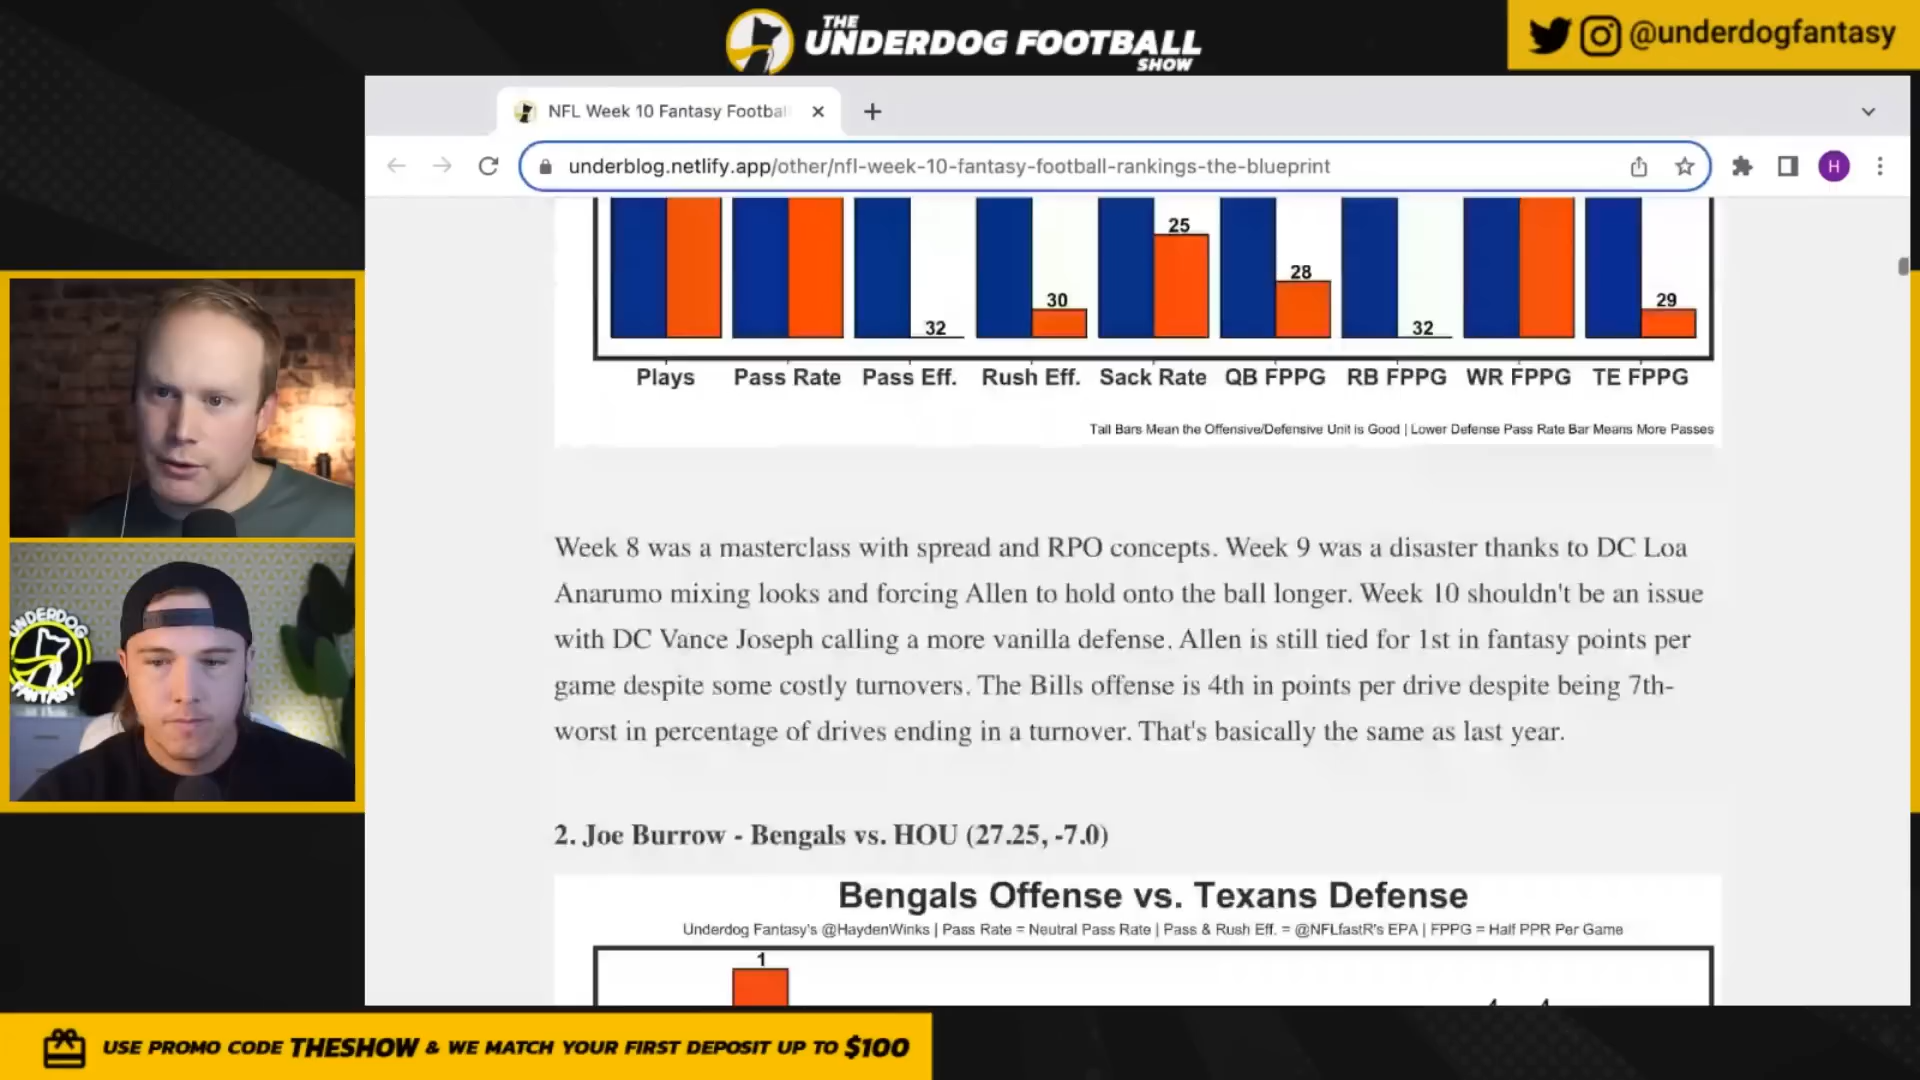 THE
UNDERDOG FOOTBALL
SHOW
@underdogfantasy
NFL Week 10 Fantasy Footbal
underblog.netlify.app/other/nfl-week-10-fantasy-football-rankings-the-blueprint
H
25
28
30
29
32
32
Plays Pass Rate Pass Eff. Rush Eff. Sack Rate QB FPPG RB FPPG WR FPPG TE FPPG
Tall Bars Mean the Offensive/Defensive Unit is Good | Lower Defense Pass Rate Bar Means More Passes
Week 8 was a masterclass with spread and RPO concepts. Week 9 was a disaster thanks to DC Loa
Anarumo mixing looks and forcing Allen to hold onto the ball longer. Week 10 shouldn't be an issue
with DC Vance Joseph calling a more vanilla defense. Allen is still tied for 1st in fantasy points per
game despite some costly turnovers. The Bills offense is 4th in points per drive despite being 7th-
worst in percentage of drives ending in a turnover. That's basically the same as last year.
2. Joe Burrow - Bengals vs. HOU (27.25, -7.0)
Bengals Offense vs. Texans Defense
Underdog Fantasy's @HaydenWinks | Pass Rate = Neutral Pass Rate | Pass & Rush Eff. = @NFLfastR's EPA | FPPG = Half PPR Per Game
1
UNDERDOG
FANTASY
USE PROMO CODE THESHOW & WE MATCH YOUR FIRST DEPOSIT UP TO $100